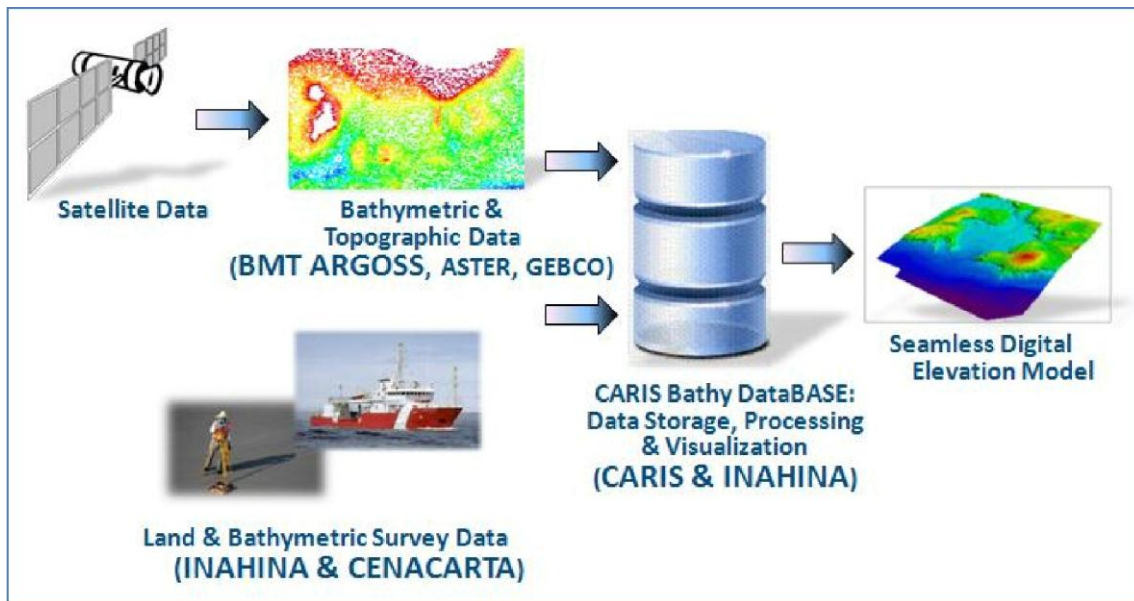 Satellite Data
Bathymetric &
Topographic Data
(BMT ARGOSS, ASTER, GEBCO)
Land & Bathymetric Survey Data
(INAHINA & CENACARTA)
CARIS Bathy DataBASE:
Data Storage, Processing
& Visualization
(CARIS & INAHINA)
Seamless Digital
Elevation Model